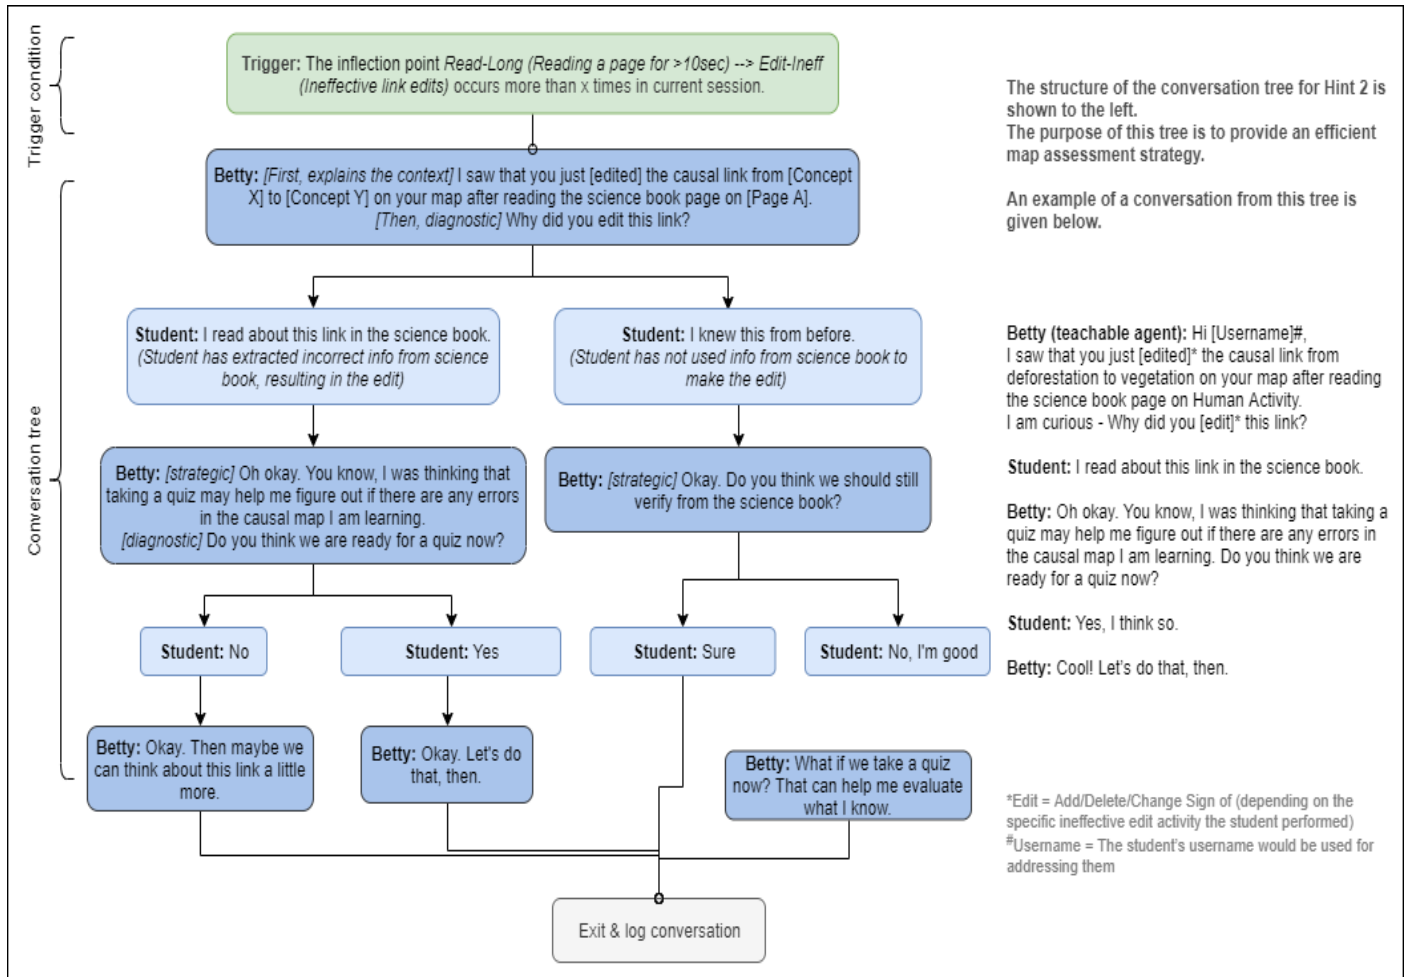 Trigger condition
Trigger: The inflection point Read-Long (Reading a page for >10sec) --> Edit-Ineff
(Ineffective link edits) occurs more than x times in current session.
Conversation tree
Betty: [First, explains the context] I saw that you just [edited] the causal link from [Concept
X] to [Concept Y] on your map after reading the science book page on [Page A].
[Then, diagnostic] Why did you edit this link?
Student: I read about this link in the science book.
(Student has extracted incorrect info from science
book, resulting in the edit)
Student: I knew this from before.
(Student has not used info from science book to
make the edit)
Betty: [strategic] Oh okay. You know, I was thinking that
taking a quiz may help me figure out if there are any errors
in the causal map I am learning.
[diagnostic] Do you think we are ready for a quiz now?
Betty: [strategic] Okay. Do you think we should still
verify from the science book?
Student: No
Student: Yes
Student: Sure
Student: No, I'm good
Betty: Okay. Then maybe we
can think about this link a little
more.
Betty: Okay. Let's do
that, then.
Betty: What if we take a quiz
now? That can help me evaluate
what I know.
Exit & log conversation
The structure of the conversation tree for Hint 2 is
shown to the left.
The purpose of this tree is to provide an efficient
map assessment strategy.
An example of a conversation from this tree is
given below.
Betty (teachable agent): Hi [Username]#,
I saw that you just [edited]* the causal link from
deforestation to vegetation on your map after reading
the science book page on Human Activity.
I am curious - Why did you [edit]* this link?
Student: I read about this link in the science book.
Betty: Oh okay. You know, I was thinking that taking a
quiz may help me figure out if there are any errors in
the causal map I am learning. Do you think we are
ready for a quiz now?
Student: Yes, I think so.
Betty: Cool! Let's do that, then.
*Edit = Add/Delete/Change Sign of (depending on the
specific ineffective edit activity the student performed)
#Username = The student's username would be used for
addressing them